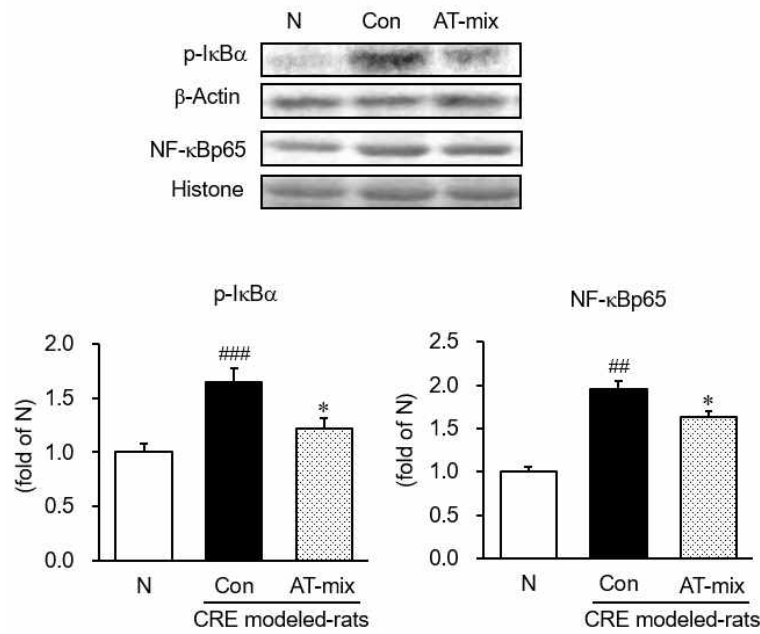 N Con AT-mix
p-IκBα
β-Actin
NF-κBp65
Histone
p-IκBα
2.0
1.5
1.0
0.5
0.0
(fold of N)
###
*
N Con AT-mix
CRE modeled-rats
NF-κBp65
2.5
2.0
1.5
1.0
0.5
0.0
(fold of N)
##
*
N Con AT-mix
CRE modeled-rats